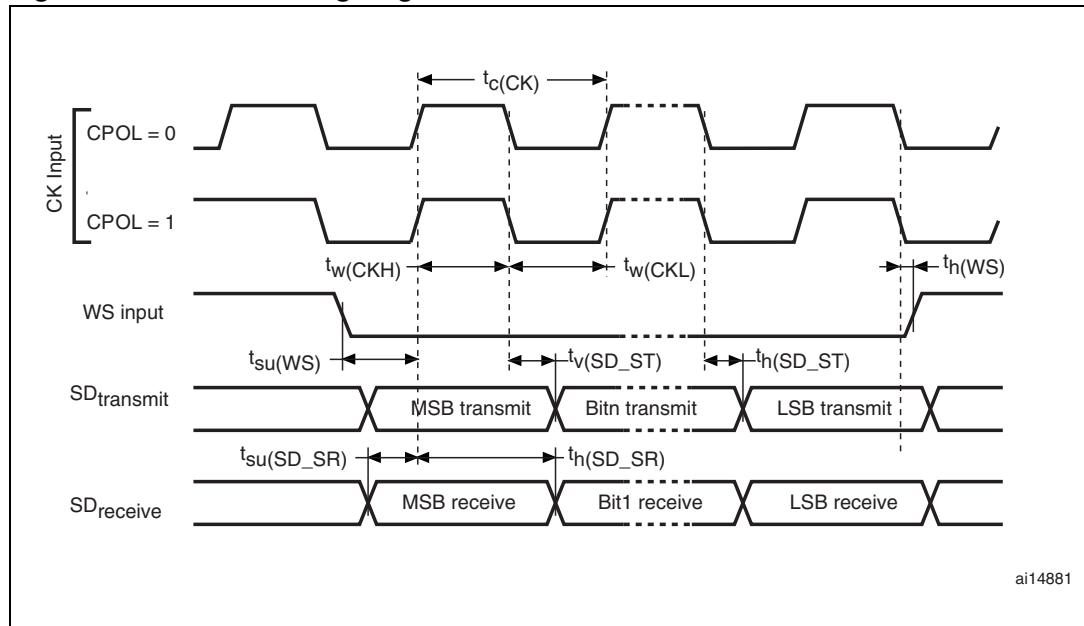 tc(CK)
CK Input
CPOL = 0
CPOL = 1
tw(CKH)
tw(CKL)
th(WS)
WS input
tsu(WS)
tv(SD_ST)
th(SD_ST)
SDtransmit
MSB transmit
Bitn transmit
LSB transmit
tsu(SD_SR)
th(SD_SR)
SDreceive
MSB receive
Bit1 receive
LSB receive
ai14881